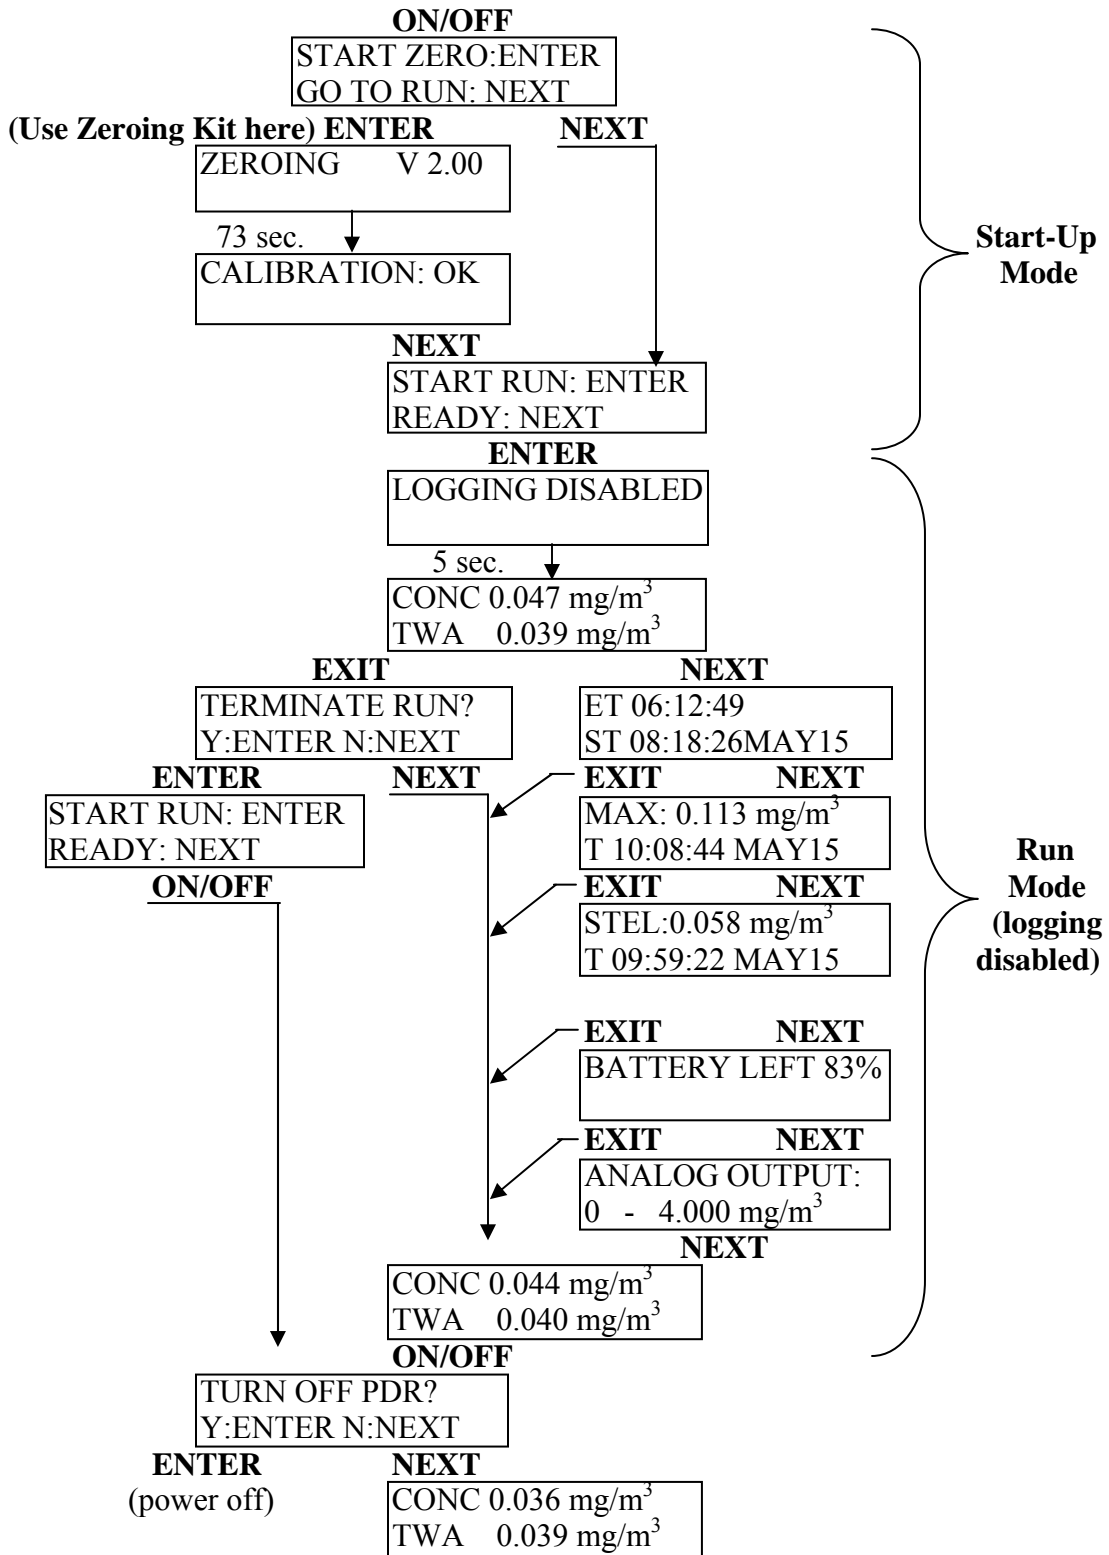 ON/OFF
START ZERO:ENTER
GO TO RUN: NEXT
(Use Zeroing Kit here) ENTER NEXT
ZEROING V 2.00
73 sec.
CALIBRATION: OK
Start-Up
Mode
NEXT
START RUN: ENTER
READY: NEXT
ENTER
LOGGING DISABLED
5 sec.
CONC 0.047 mg/m³
TWA 0.039 mg/m³
EXIT NEXT
TERMINATE RUN?
Y:ENTER N:NEXT
ET 06:12:49
ST 08:18:26MAY15
ENTER NEXT EXIT NEXT
START RUN: ENTER
READY: NEXT
MAX: 0.113 mg/m³
T 10:08:44 MAY15
ON/OFF EXIT NEXT
STEL:0.058 mg/m³
T 09:59:22 MAY15
Run
Mode
(logging
disabled)
EXIT NEXT
BATTERY LEFT 83%
EXIT NEXT
ANALOG OUTPUT:
0 - 4.000 mg/m³
NEXT
CONC 0.044 mg/m³
TWA 0.040 mg/m³
ON/OFF
TURN OFF PDR?
Y:ENTER N:NEXT
ENTER NEXT
(power off)
CONC 0.036 mg/m³
TWA 0.039 mg/m³